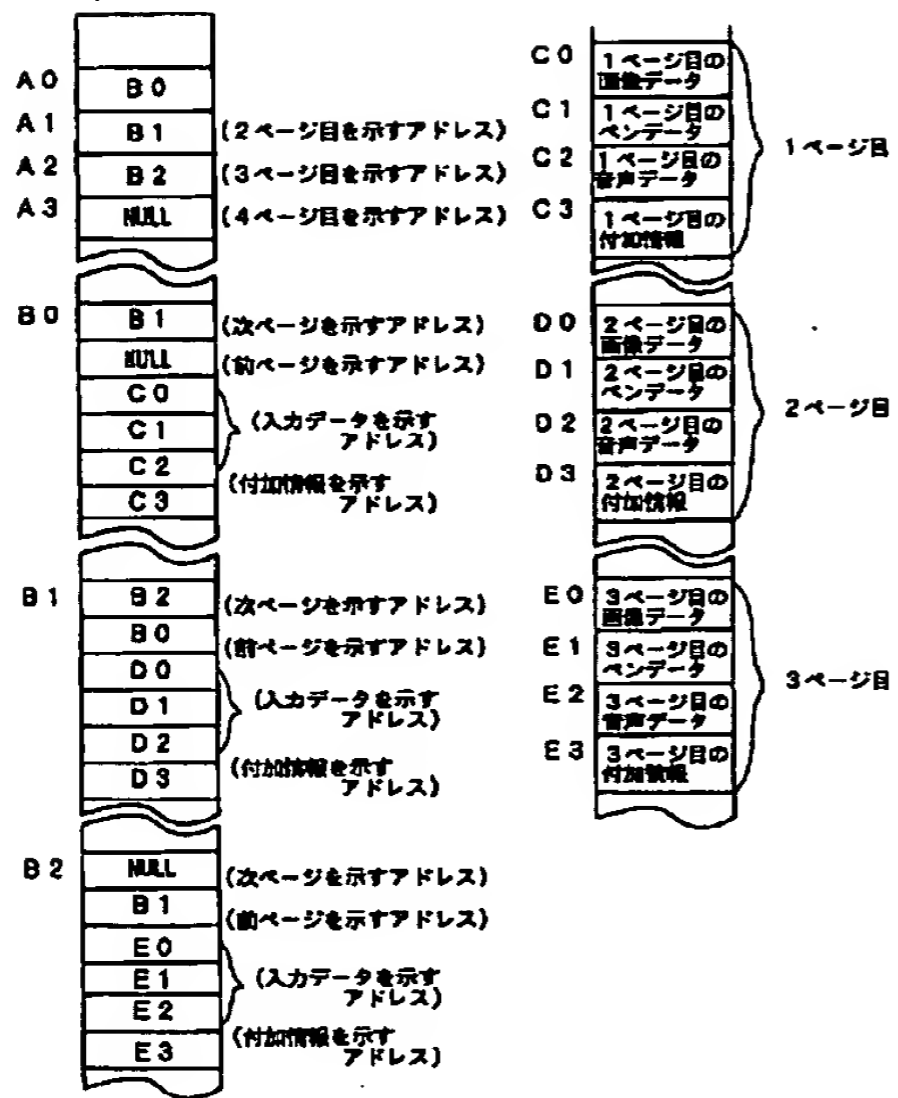 A0 B0
A1 B1 (2ページ目を示すアドレス)
A2 B2 (3ページ目を示すアドレス)
A3 NULL (4ページ目を示すアドレス)
B0 B1 (次ページを示すアドレス)
NULL (前ページを示すアドレス)
C0
C1 (入力データを示す
アドレス)
C2
C3 (付加情報を示す
アドレス)
B1 B2 (次ページを示すアドレス)
B0 (前ページを示すアドレス)
D0
D1 (入力データを示す
アドレス)
D2
D3 (付加情報を示す
アドレス)
B2 NULL (次ページを示すアドレス)
B1 (前ページを示すアドレス)
E0
E1 (入力データを示す
アドレス)
E2
E3 (付加情報を示す
アドレス)
C0 1ページ目の
画像データ
C1 1ページ目の
ペンデータ
C2 1ページ目の
音声データ
C3 1ページ目の
付加情報
1ページ目
D0 2ページ目の
画像データ
D1 2ページ目の
ペンデータ
D2 2ページ目の
音声データ
D3 2ページ目の
付加情報
2ページ目
E0 3ページ目の
画像データ
E1 3ページ目の
ペンデータ
E2 3ページ目の
音声データ
E3 3ページ目の
付加情報
3ページ目